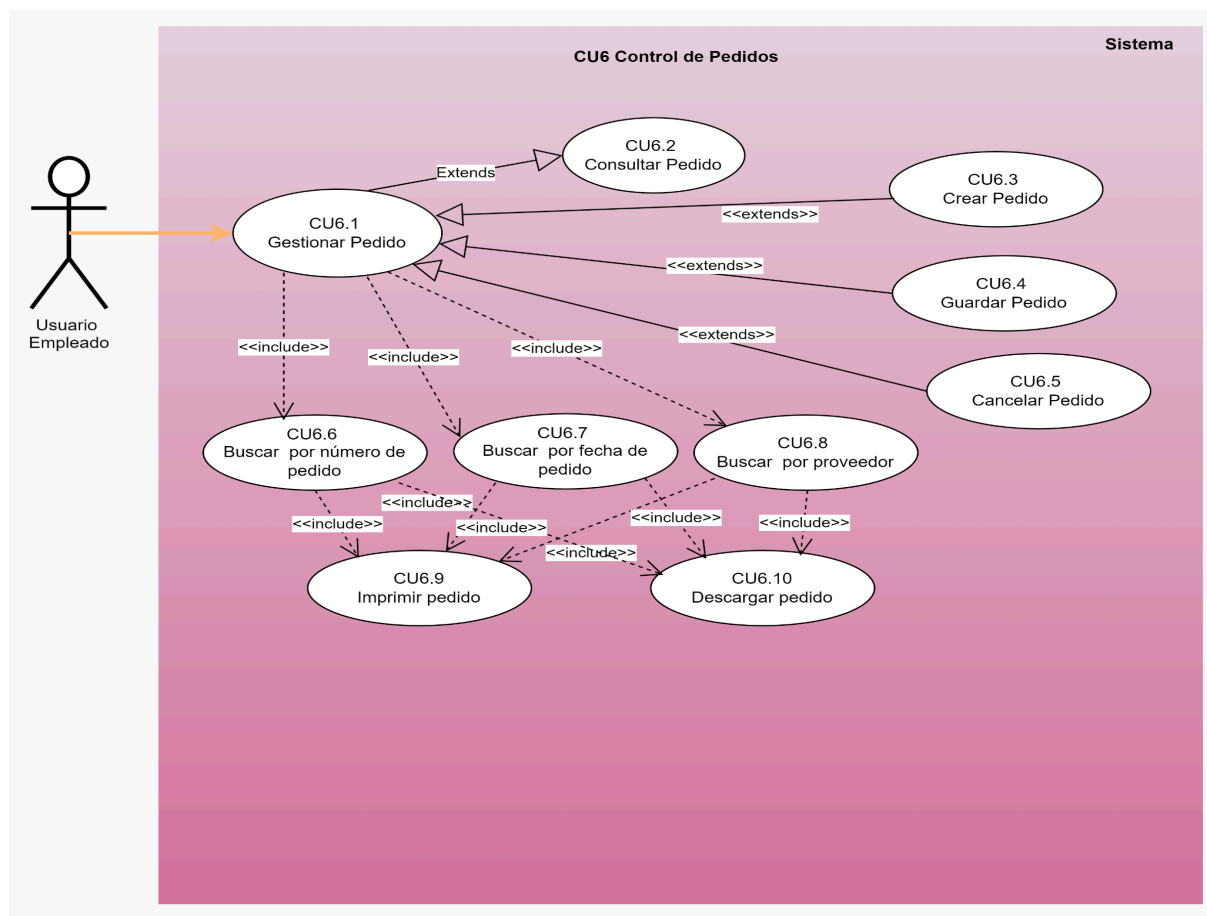 Sistema
CU6 Control de Pedidos
CU6.2
Consultar Pedido
Extends
CU6.3
Crear Pedido
<<extends>>
CU6.1
Gestionar Pedido
<<extends>>
CU6.4
Guardar Pedido
Usuario
Empleado
<<extends>>
<<include>>
<<include>>
<<include>>
CU6.5
Cancelar Pedido
CU6.6
Buscar por número de
pedido
CU6.7
Buscar por fecha de
pedido
CU6.8
Buscar por proveedor
<<include>>
<<include>>
<<include>>
<<include>>
<<include>>
<<include>>
CU6.9
Imprimir pedido
CU6.10
Descargar pedido